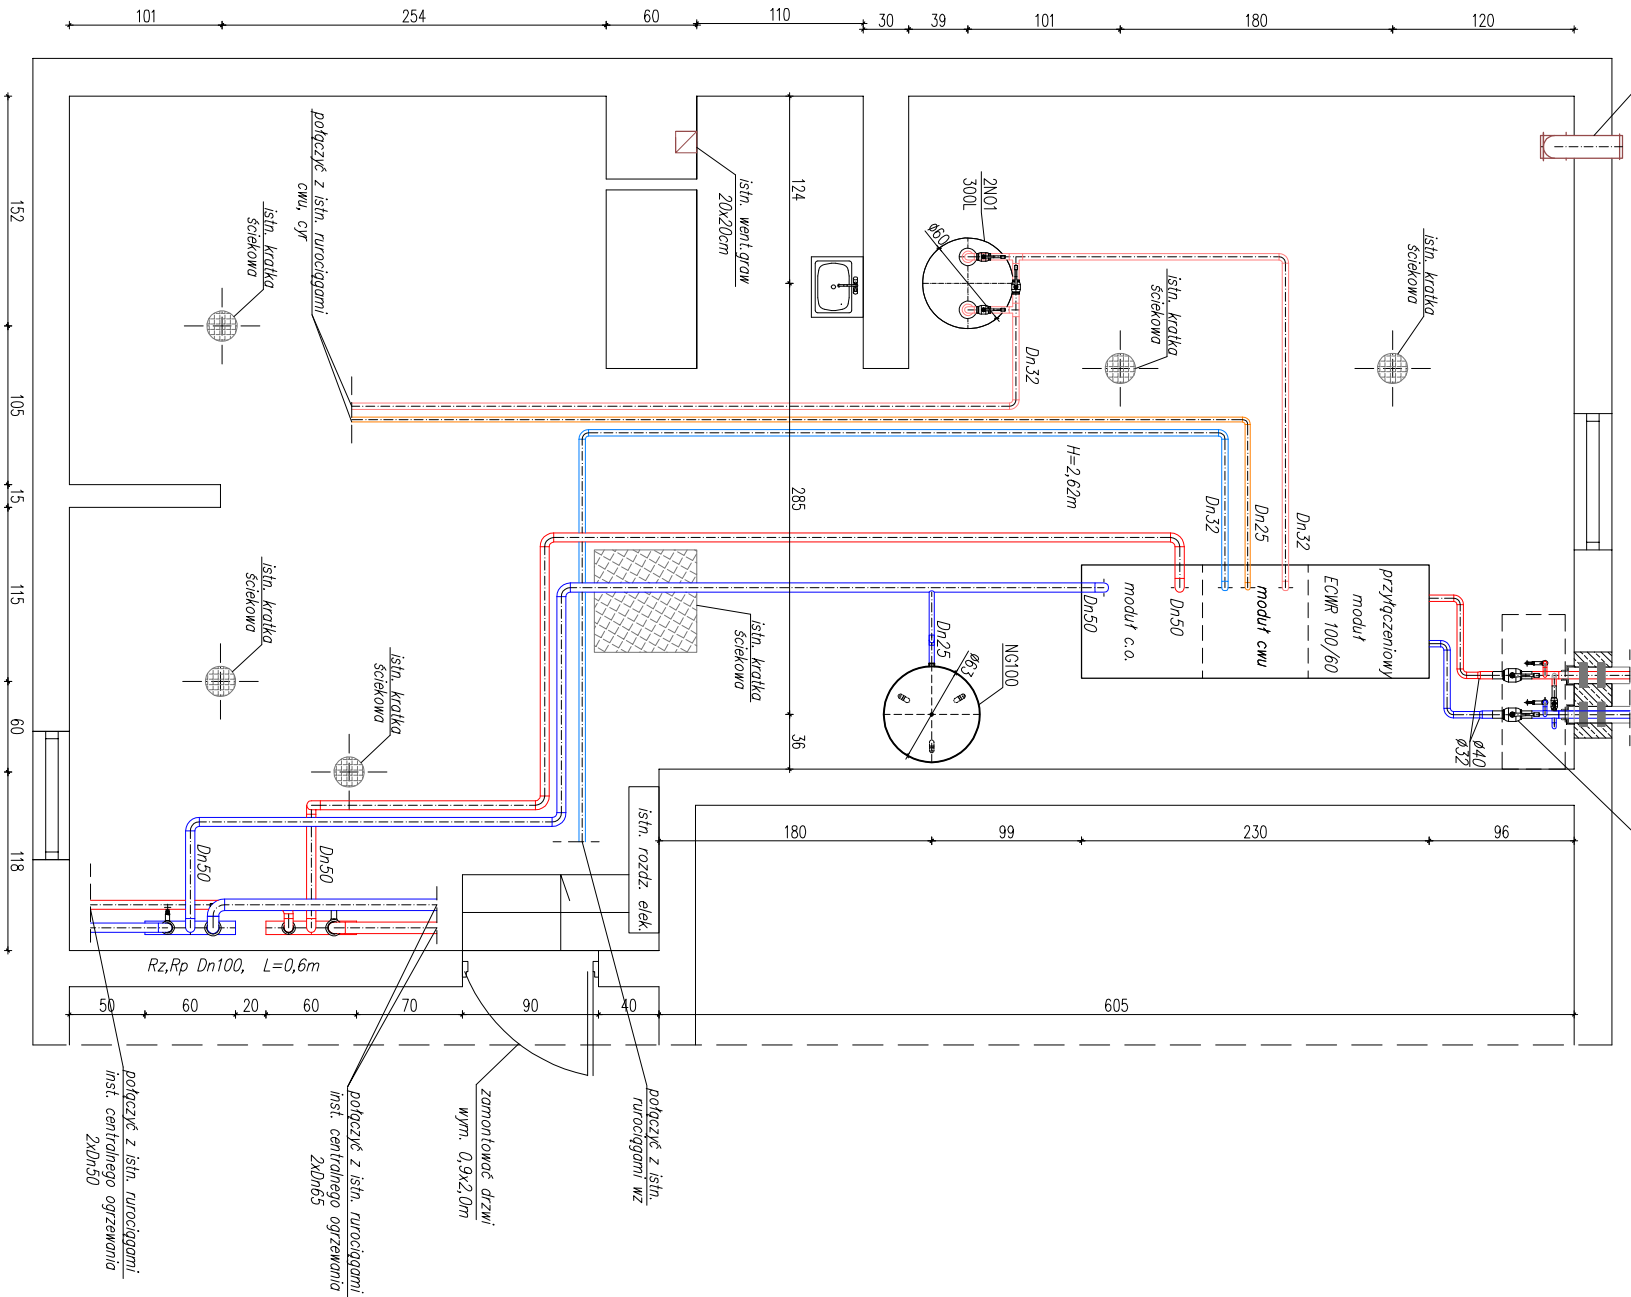 101
254
60
110
30
39
101
180
120
152
105
15
115
60
118
połączyć z istn. rurociągami
cwu, cyr
istn. kratka
ściekowa
istn. went.graw
20x20cm
124
285
36
2N01
300L
ø60
Dn32
istn. kratka
ściekowa
istn. kratka
ściekowa
H=2,62m
Dn32
Dn25
Dn32
przyłączeniowy
moduł
ECWR 100/60
moduł cwu
moduł c.o.
Dn50
Dn50
Dn25
NG100
ø63
ø40
ø32
istn. kratka
ściekowa
istn. kratka
ściekowa
istn. kratka
ściekowa
istn. rozdz. elek.
180
99
230
96
Dn50
Dn50
Rz,Rp Dn100, L=0,6m
50
60
20
60
70
90
40
605
połączyć z istn. rurociągami
inst. centralnego ogrzewania
2xDn50
połączyć z istn. rurociągami
inst. centralnego ogrzewania
2xDn65
zamontować drzwi
wym. 0,9x2,0m
połączyć z istn.
rurociągami wz